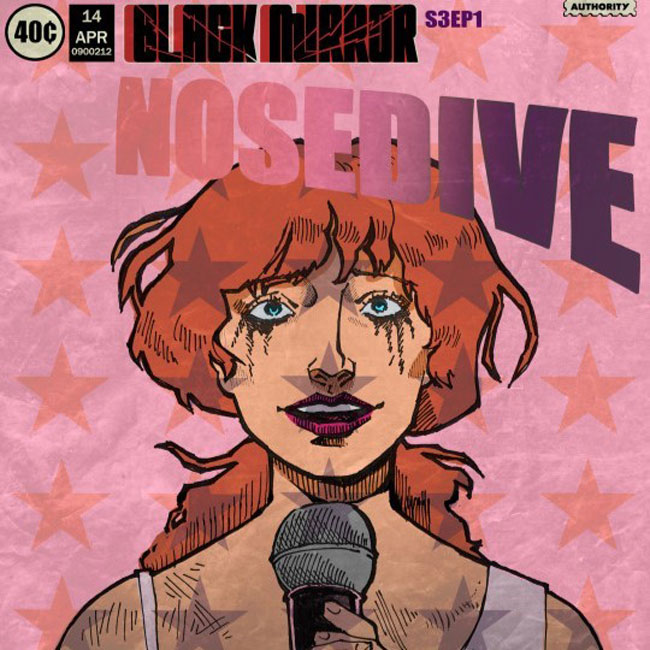 40¢
14
APR
0900212
BLACK MIRROR
S3EP1
AUTHORITY
NOSEDIVE